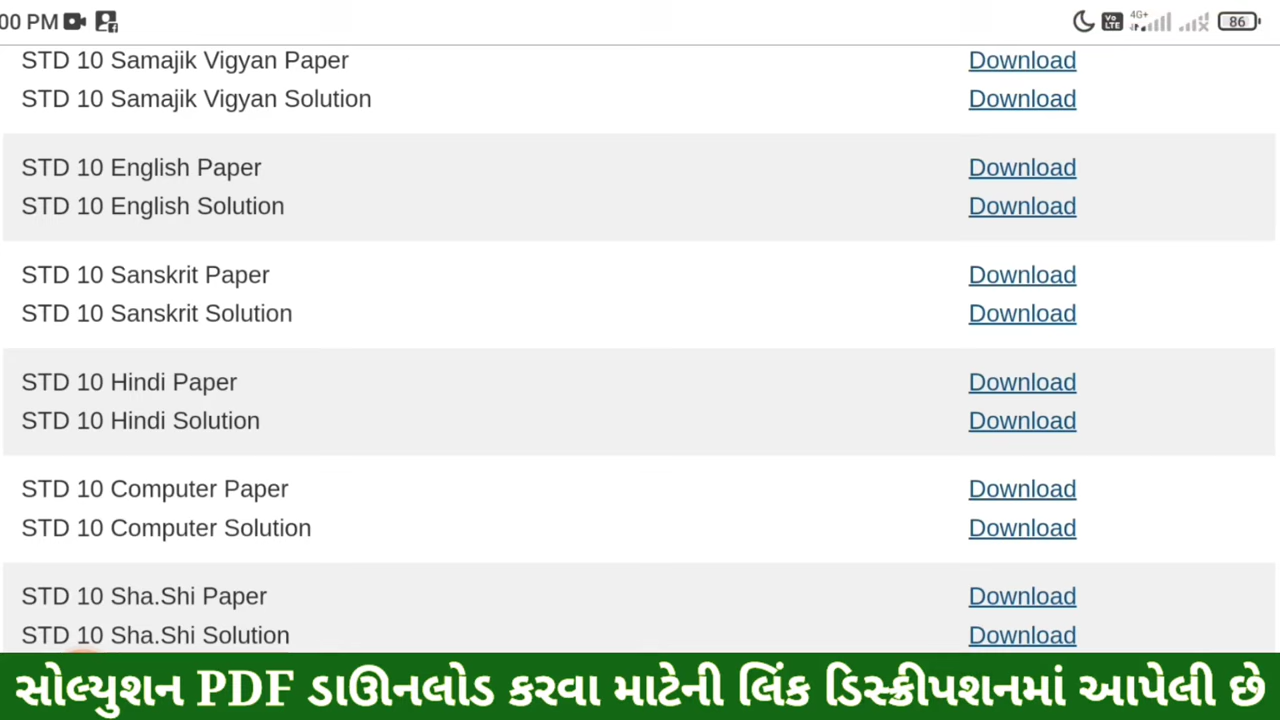 00 PM
Vo LTE 4G+ 86
STD 10 Samajik Vigyan Paper Download
STD 10 Samajik Vigyan Solution Download
STD 10 English Paper Download
STD 10 English Solution Download
STD 10 Sanskrit Paper Download
STD 10 Sanskrit Solution Download
STD 10 Hindi Paper Download
STD 10 Hindi Solution Download
STD 10 Computer Paper Download
STD 10 Computer Solution Download
STD 10 Sha.Shi Paper Download
STD 10 Sha.Shi Solution Download
સોલ્યુશન PDF ડાઊનલોડ કરવા માટેની લિંક ડિસ્ક્રીપશનમાં આપેલી છે